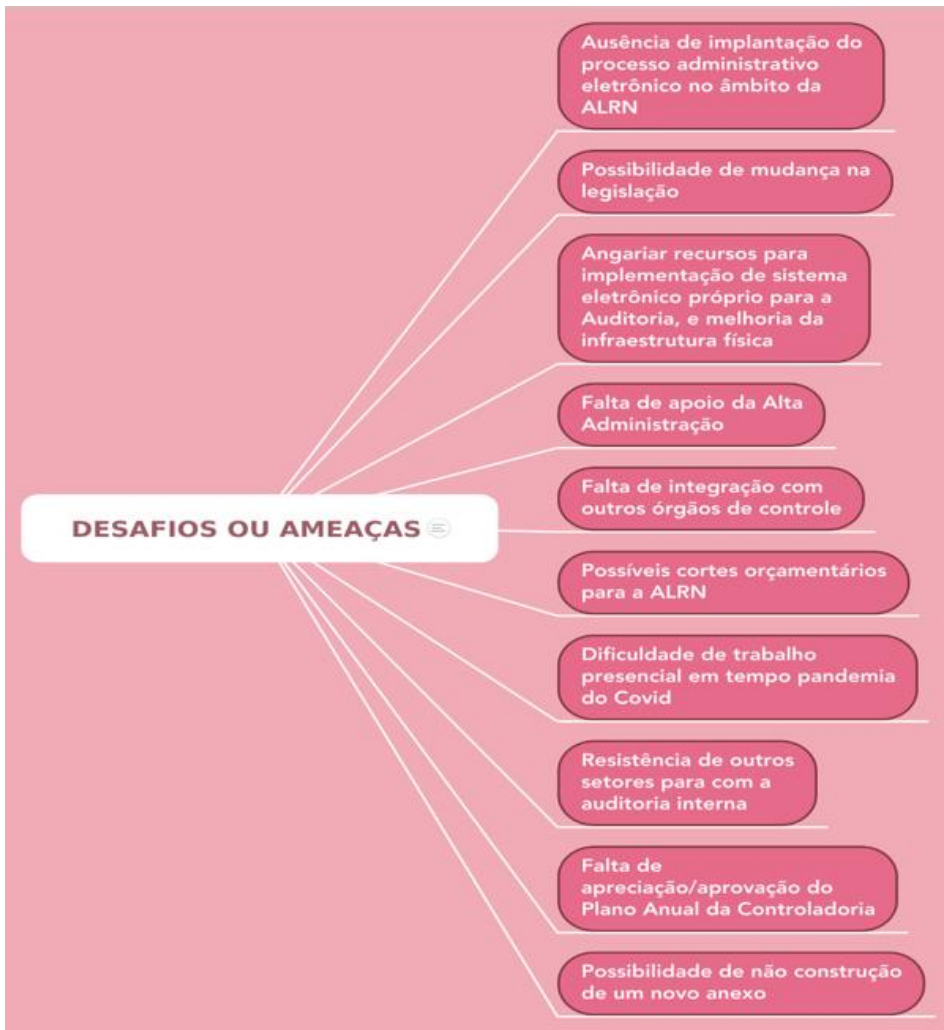 Ausência de implantação do
processo administrativo
eletrônico no âmbito da
ALRN
Possibilidade de mudança na
legislação
Angariar recursos para
implementação de sistema
eletrônico próprio para a
Auditoria, e melhoria da
infraestrutura física
Falta de apoio da Alta
Administração
Falta de integração com
outros órgãos de controle
DESAFIOS OU AMEAÇAS
Possíveis cortes orçamentários
para a ALRN
Dificuldade de trabalho
presencial em tempo pandemia
do Covid
Resistência de outros
setores para com a
auditoria interna
Falta de
apreciação/aprovação do
Plano Anual da Controladoria
Possibilidade de não construção
de um novo anexo